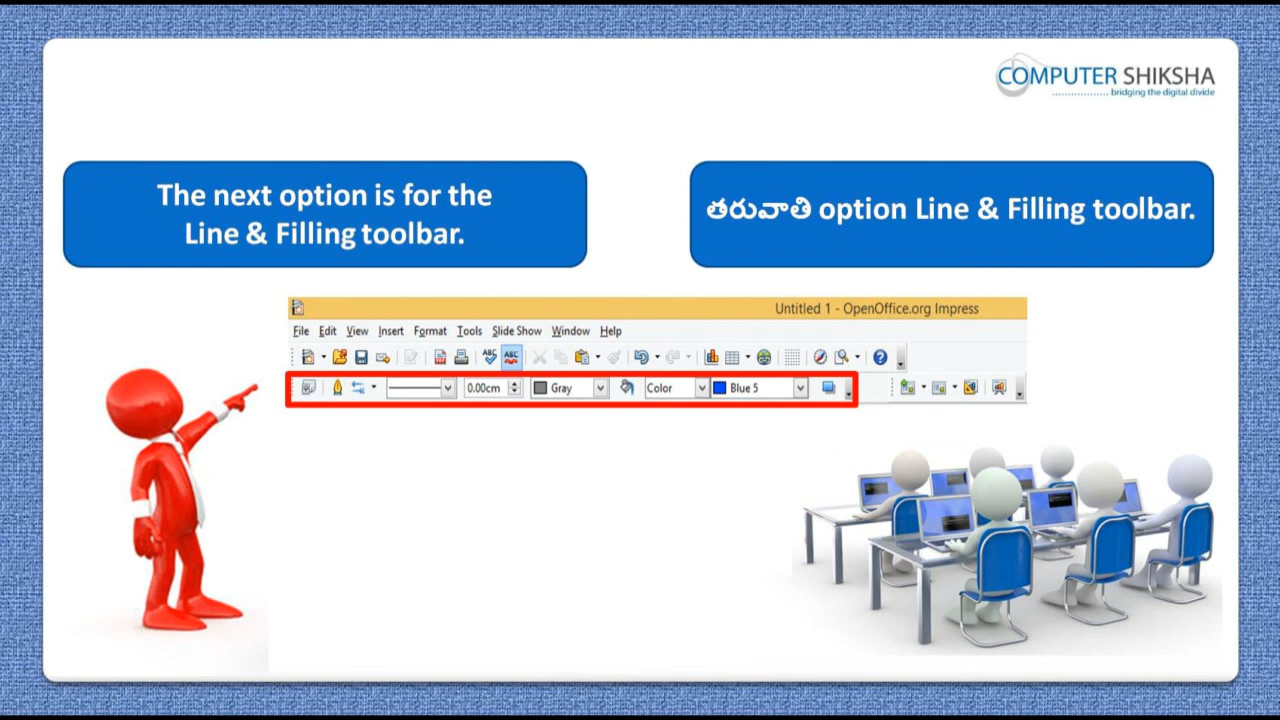 COMPUTER SHIKSHA
bridging the digital divide
The next option is for the
Line & Filling toolbar.
తరువాతి option Line & Filling toolbar.
Untitled 1 - OpenOffice.org Impress
File Edit View Insert Format Tools Slide Show Window Help
ABC ABC
0.00cm Gray Color Blue 5